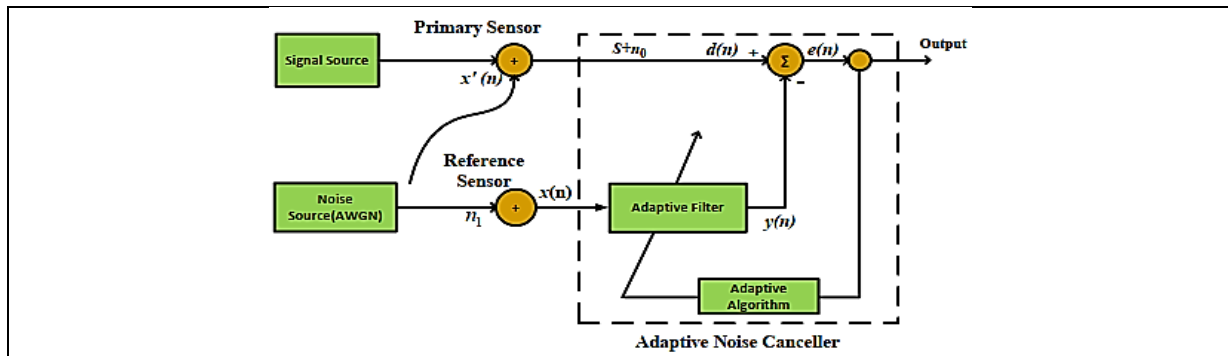 Primary Sensor
Signal Source
+
x' (n)
S+n0
d(n)
+
Σ
-
e(n)
Output
Reference
Sensor
Noise
Source(AWGN)
n1
+
x(n)
Adaptive Filter
y(n)
Adaptive
Algorithm
Adaptive Noise Canceller